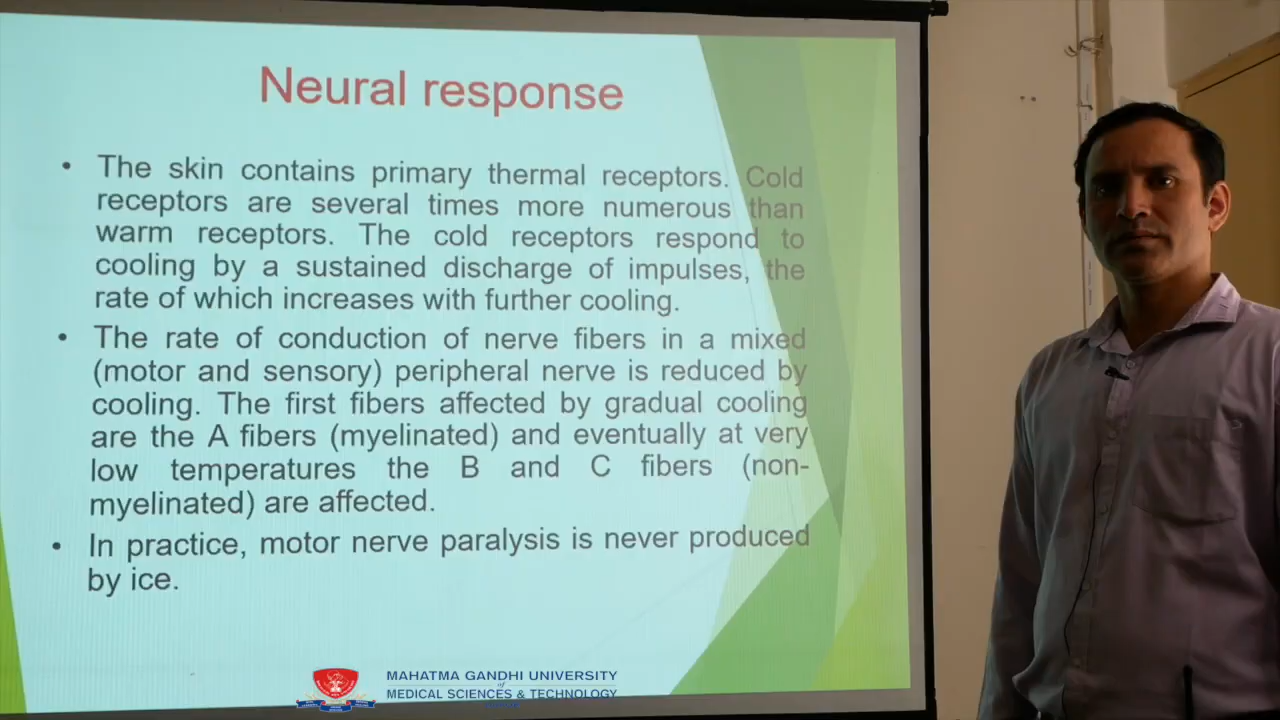 Neural response
• The skin contains primary thermal receptors. Cold
receptors are several times more numerous than
warm receptors. The cold receptors respond to
cooling by a sustained discharge of impulses, the
rate of which increases with further cooling.
• The rate of conduction of nerve fibers in a mixed
(motor and sensory) peripheral nerve is reduced by
cooling. The first fibers affected by gradual cooling
are the A fibers (myelinated) and eventually at very
low temperatures the B and C fibers (non-
myelinated) are affected.
• In practice, motor nerve paralysis is never produced
by ice.
MAHATMA GANDHI UNIVERSITY
of
MEDICAL SCIENCES & TECHNOLOGY